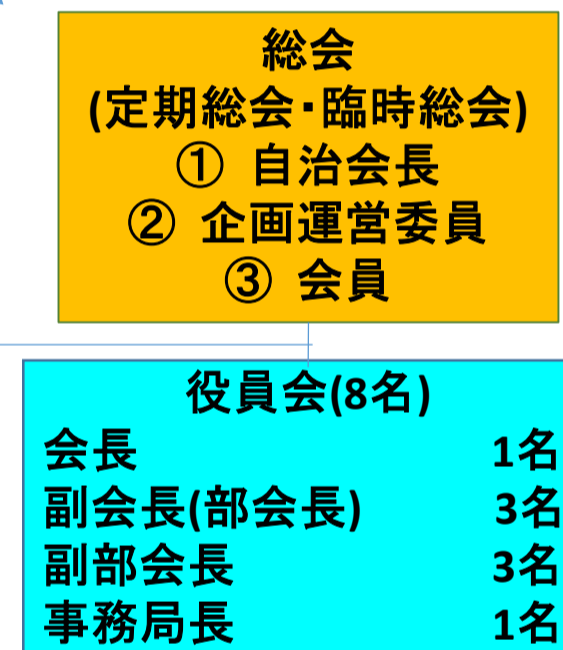 総会
(定期総会・臨時総会)
① 自治会長
② 企画運営委員
③ 会員
役員会(8名)
会長 1名
副会長(部会長) 3名
副部会長 3名
事務局長 1名